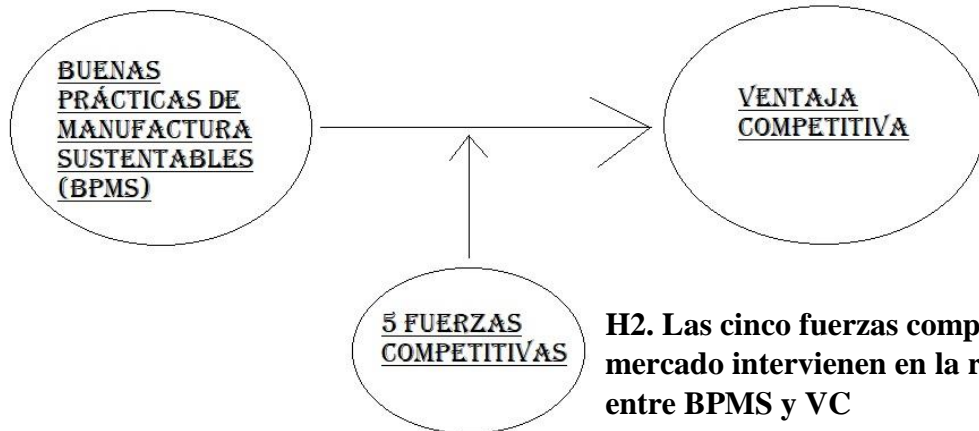 BUENAS
PRÁCTICAS DE
MANUFACTURA
SUSTENTABLES
(BPMS)
VENTAJA
COMPETITIVA
5 FUERZAS
COMPETITIVAS
H2. Las cinco fuerzas comp
mercado intervienen en la r
entre BPMS y VC